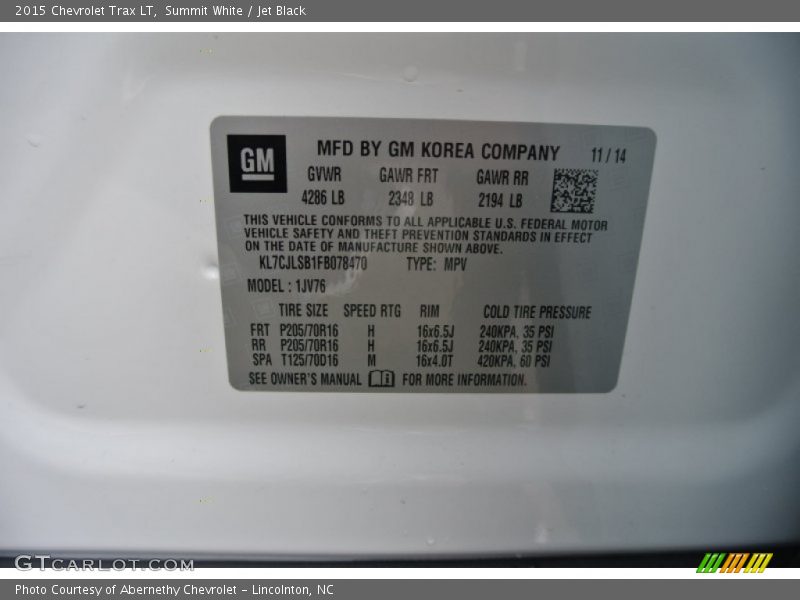 2015 Chevrolet Trax LT, Summit White / Jet Black
GM
MFD BY GM KOREA COMPANY 11/14
GVWR GAWR FRT GAWR RR
4286 LB 2348 LB 2194 LB
THIS VEHICLE CONFORMS TO ALL APPLICABLE U.S. FEDERAL MOTOR
VEHICLE SAFETY AND THEFT PREVENTION STANDARDS IN EFFECT
ON THE DATE OF MANUFACTURE SHOWN ABOVE.
KL7CJLSB1FB078470 TYPE: MPV
MODEL : 1JV76
TIRE SIZE SPEED RTG RIM COLD TIRE PRESSURE
FRT P205/70R16 H 16x6.5J 240KPA, 35 PSI
RR P205/70R16 H 16x6.5J 240KPA, 35 PSI
SPA T125/70D16 M 16x4.0T 420KPA, 60 PSI
SEE OWNER'S MANUAL FOR MORE INFORMATION.
GTCARLOT.COM
Photo Courtesy of Abernethy Chevrolet - Lincolnton, NC